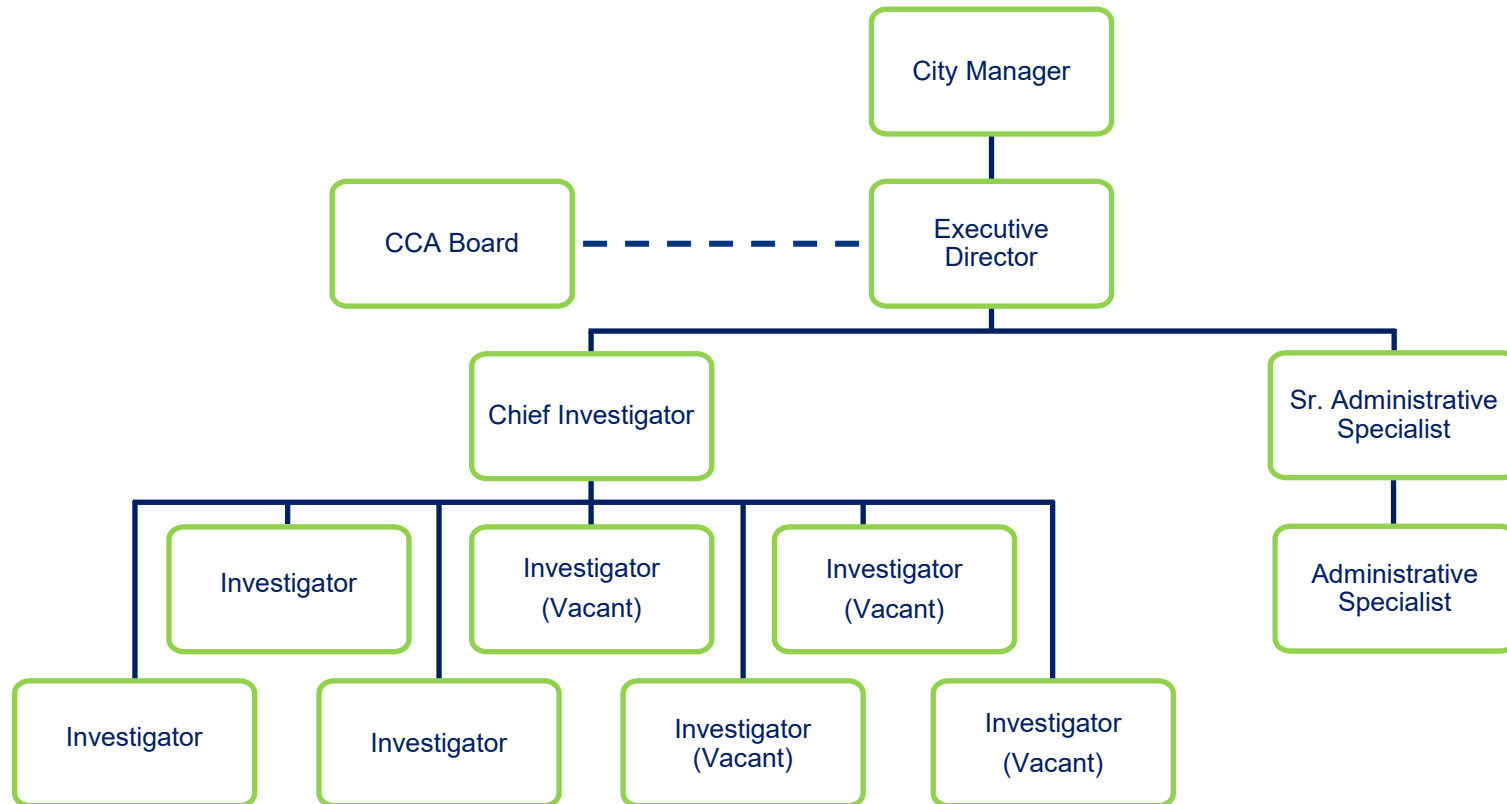 City Manager
CCA Board
Executive
Director
Chief Investigator
Sr. Administrative
Specialist
Investigator
Investigator
(Vacant)
Investigator
(Vacant)
Administrative
Specialist
Investigator
Investigator
Investigator
(Vacant)
Investigator
(Vacant)